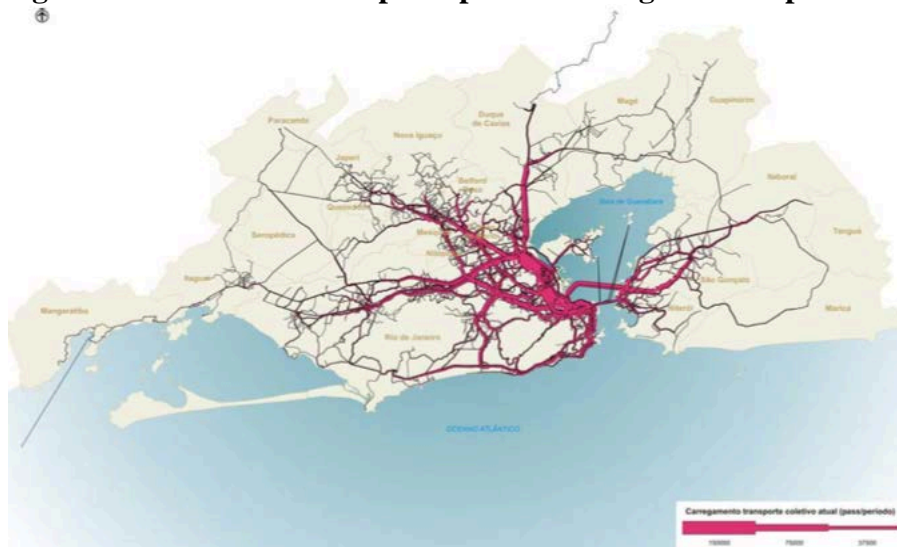 Paracambi
Magé
Guapimirim
Duque
de Caxias
Nova Iguaçu
Japeri
Belford
Roxo
Itaboraí
Baía de Guanabara
Queimados
Tanguá
Seropédica
São Gonçalo
Itaguaí
Niterói
Maricá
Mangaratiba
Rio de Janeiro
OCEANO ATLÂNTICO
Carregamento transporte coletivo atual (pass/período)
150000 75000 37500